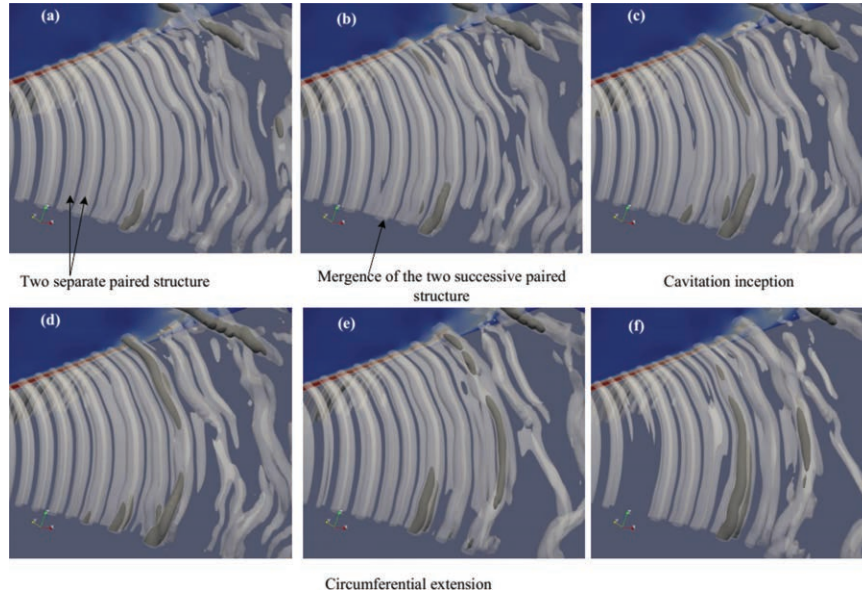 (a)
(b)
(c)
Two separate paired structure
Mergence of the two successive paired
structure
Cavitation inception
(d)
(e)
(f)
Circumferential extension